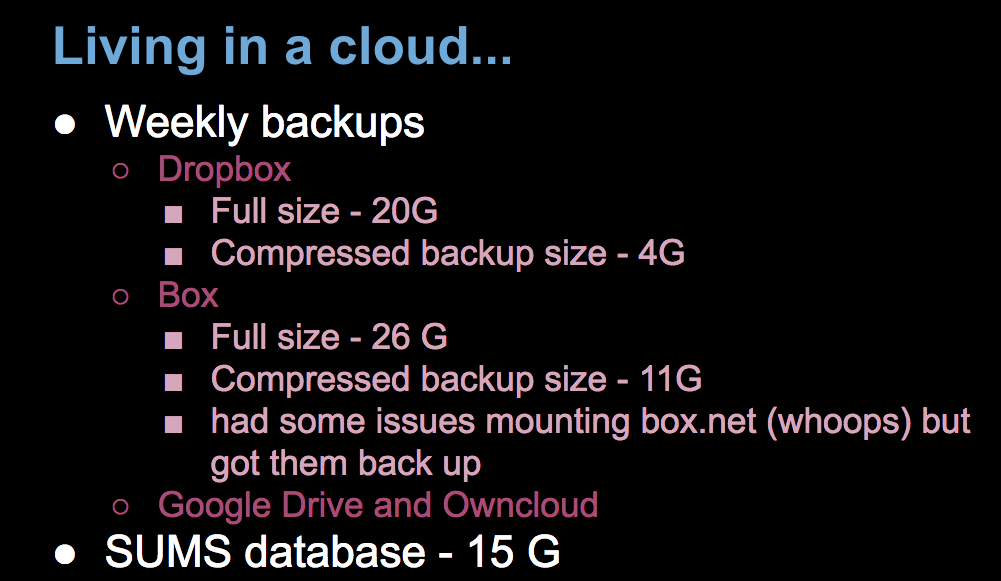 Living in a cloud...
● Weekly backups
○ Dropbox
■ Full size - 20G
■ Compressed backup size - 4G
○ Box
■ Full size - 26 G
■ Compressed backup size - 11G
■ had some issues mounting box.net (whoops) but
got them back up
○ Google Drive and Owncloud
● SUMS database - 15 G